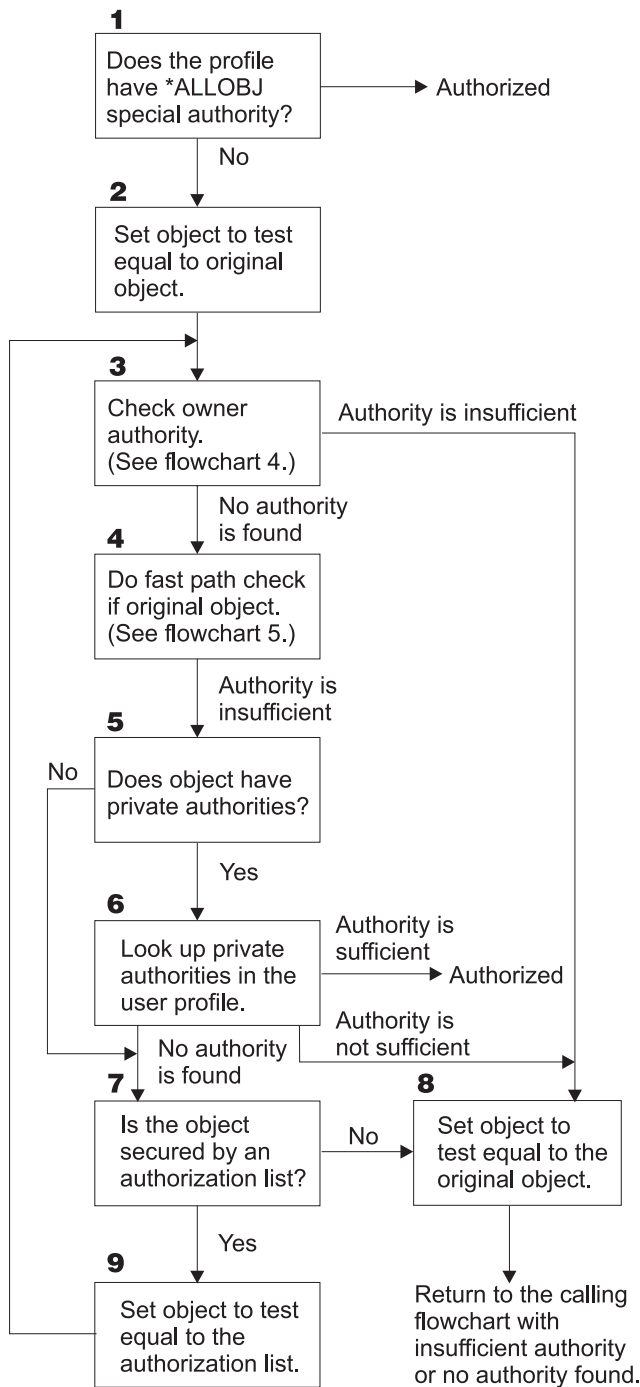 1
Does the profile
have *ALLOBJ
special authority?
Authorized
No
2
Set object to test
equal to original
object.
3
Check owner
authority.
(See flowchart 4.)
Authority is insufficient
No authority
is found
4
Do fast path check
if original object.
(See flowchart 5.)
Authority is
insufficient
5
No
Does object have
private authorities?
Yes
6
Look up private
authorities in the
user profile.
Authority is
sufficient
Authorized
Authority is
not sufficient
No authority
is found
7
Is the object
secured by an
authorization list?
No
8
Set object to
test equal to the
original object.
Yes
9
Set object to test
equal to the
authorization list.
Return to the calling
flowchart with
insufficient authority
or no authority found.